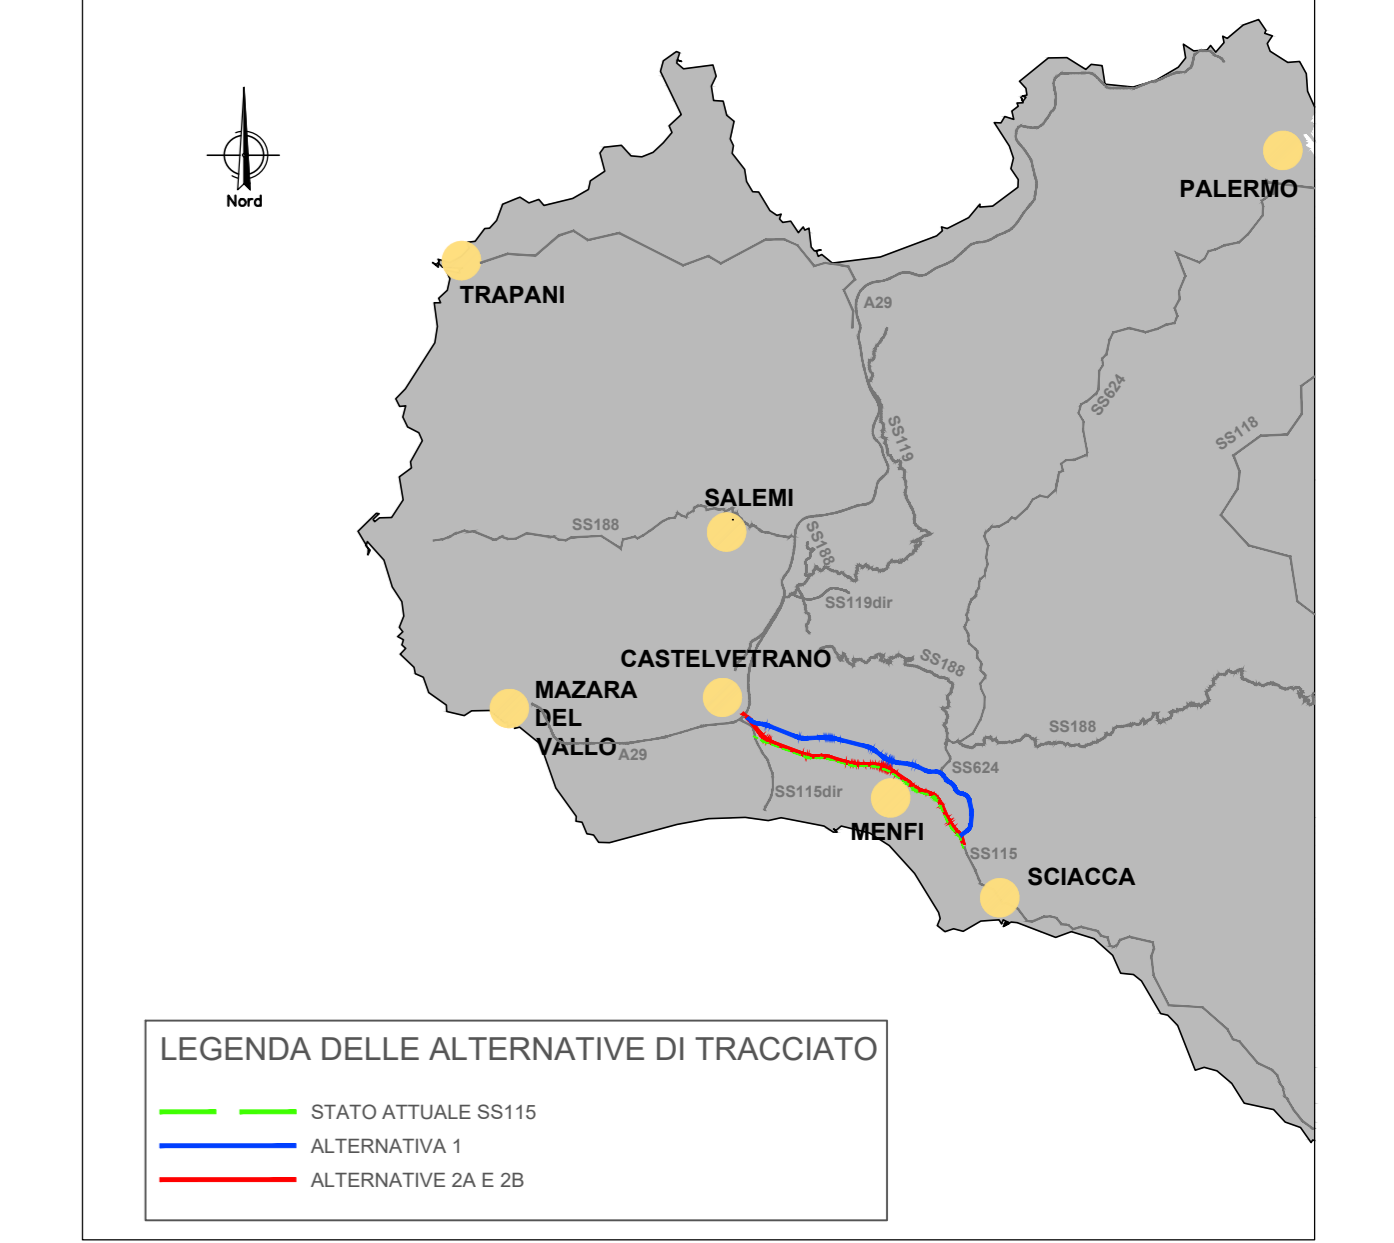 Nord
PALERMO
TRAPANI
A29
SS624
SS119
SS118
SALEMI
SS188
SS188
SS119dir
CASTELVETRANO
SS188
MAZARA
DEL
VALLO
A29
SS188
SS624
SS115dir
MENFI
SS115
SCIACCA
LEGENDA DELLE ALTERNATIVE DI TRACCIATO
STATO ATTUALE SS115
ALTERNATIVA 1
ALTERNATIVE 2A E 2B